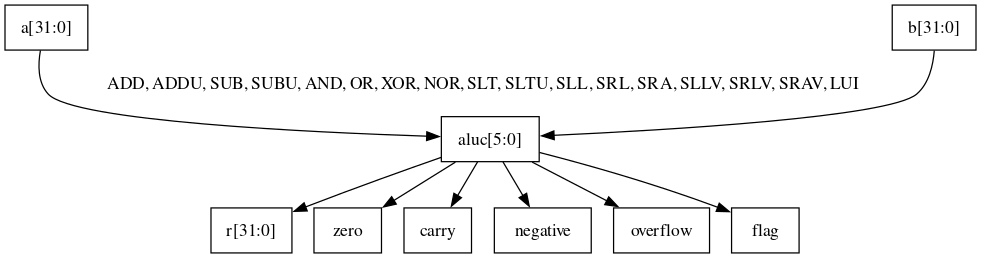 a[31:0]
b[31:0]
ADD, ADDU, SUB, SUBU, AND, OR, XOR, NOR, SLT, SLTU, SLL, SRL, SRA, SLLV, SRLV, SRAV, LUI
aluc[5:0]
r[31:0]
zero
carry
negative
overflow
flag